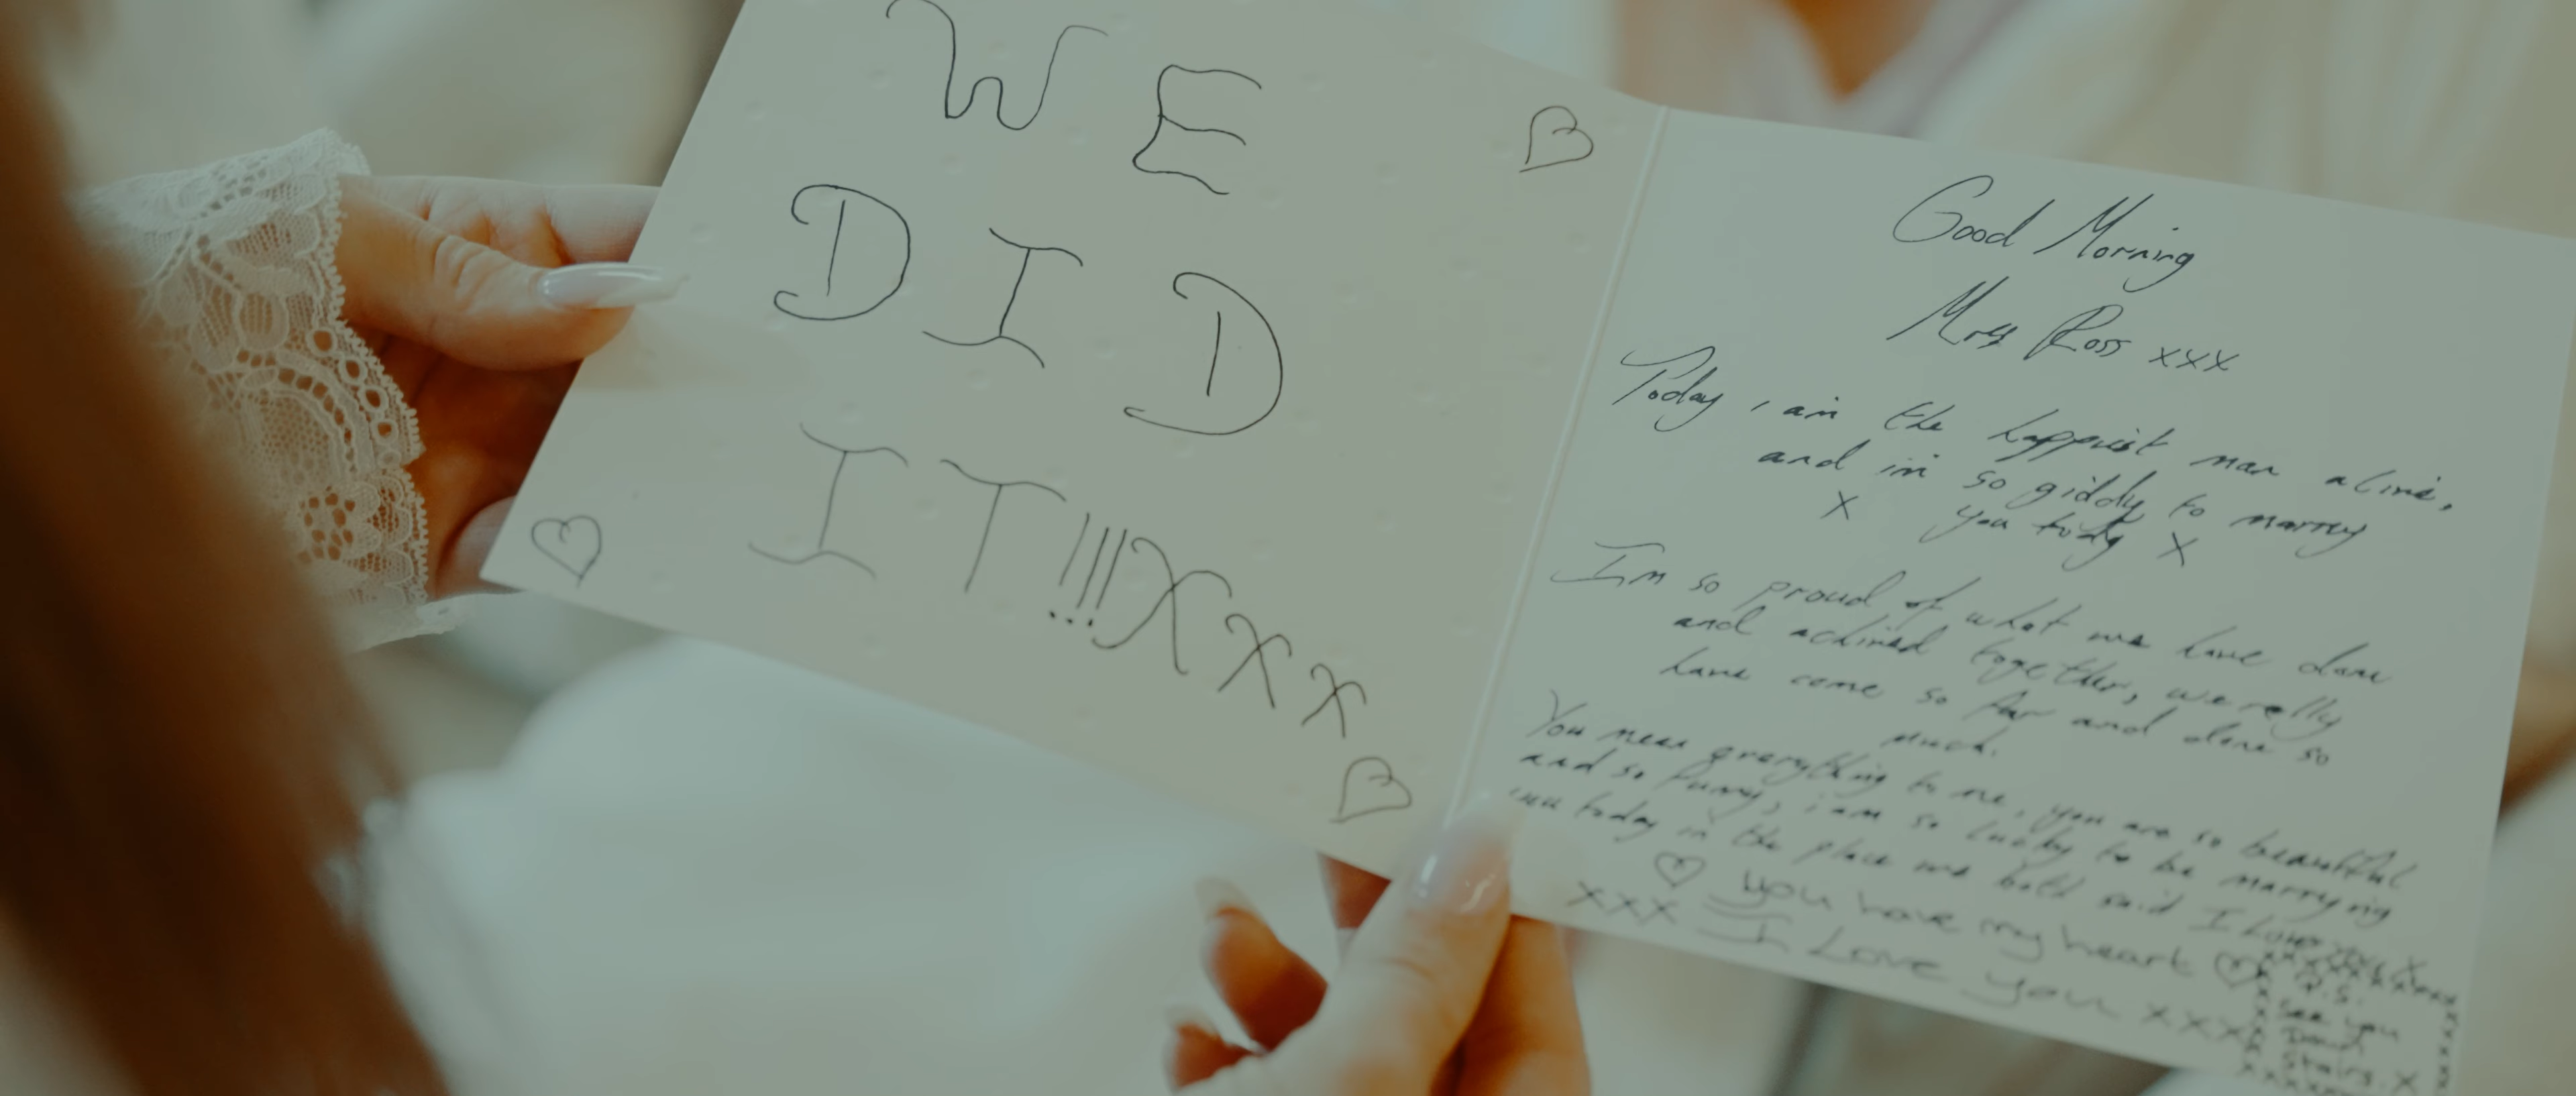 WE
DID
IT!!!Xxx
Good Morning
Mrs Ross xxx
Today i am the happiest man alive,
and im so giddy to marry
x you today x
I,m so proud of what we have done
and achived together, we really
have come so far and done so
much.
You mean everything to me, you are so beautiful
and so funny, i am so lucky to be marrying
you today in the place we both said I Love you x
♡ you have my heart ♡
xxx I Love you xxx
P.S.
see you
Down
Stairs. x